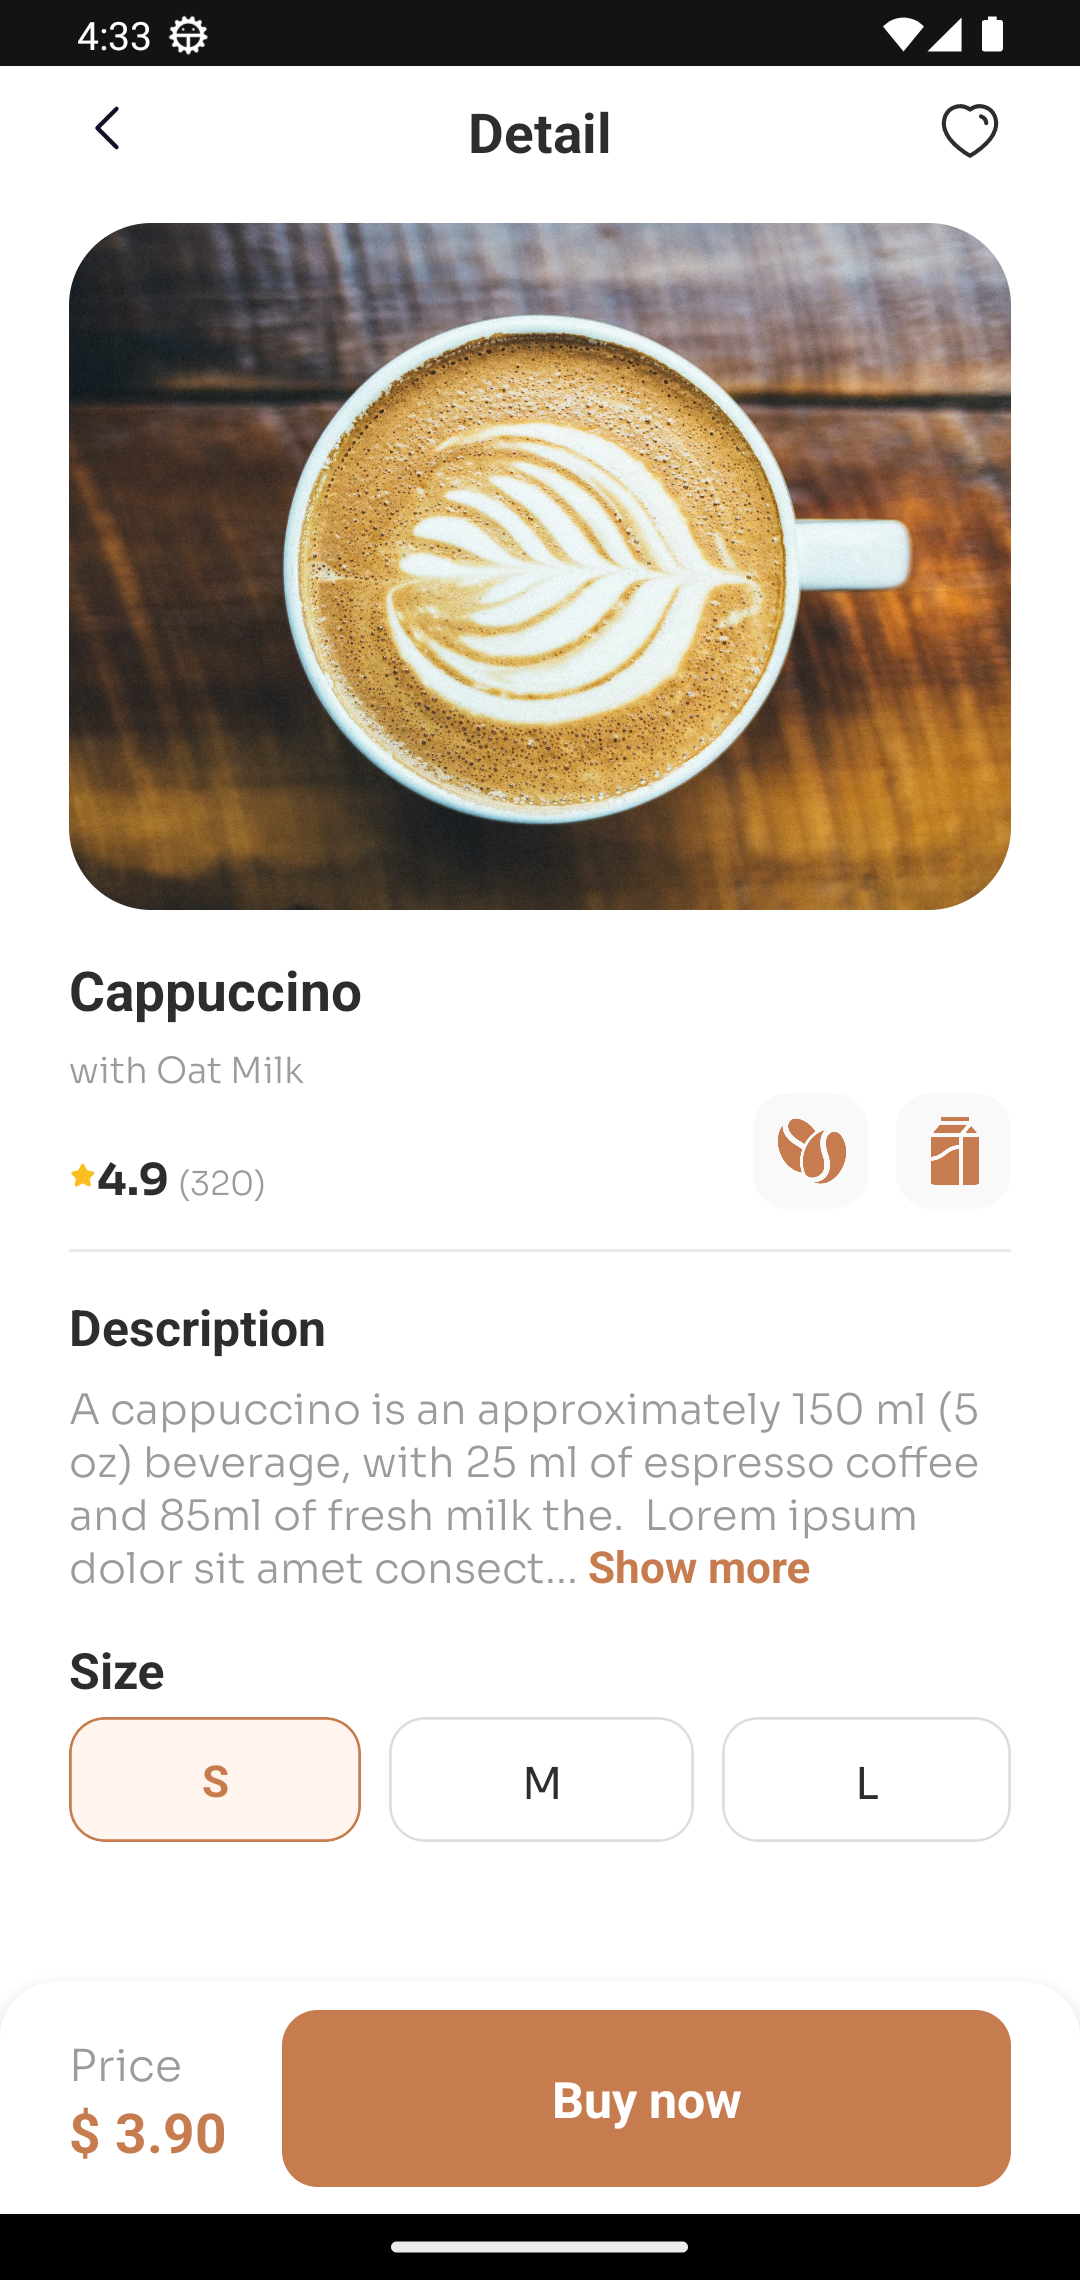 4:33
Detail
Cappuccino
with Oat Milk
4.9 (320)
Description
A cappuccino is an approximately 150 ml (5
oz) beverage, with 25 ml of espresso coffee
and 85ml of fresh milk the.  Lorem ipsum
dolor sit amet consect... Show more
Size
S
M
L
Price
$ 3.90
Buy now